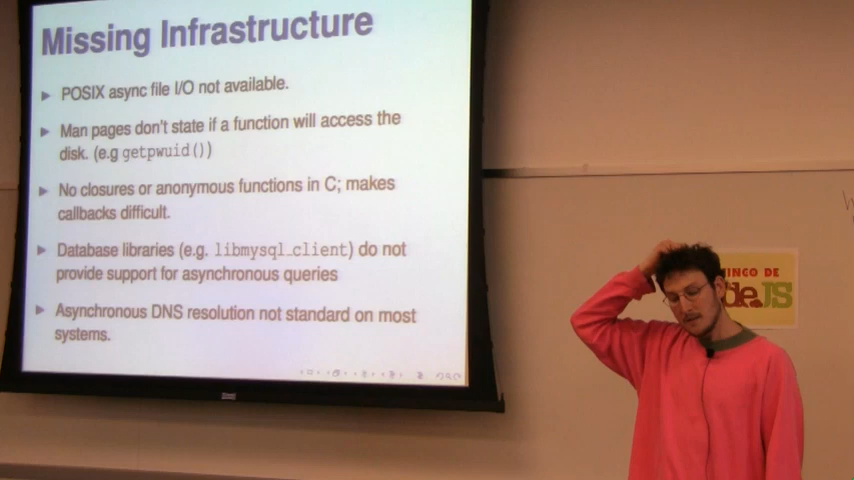 Missing Infrastructure
▶ POSIX async file I/O not available.
▶ Man pages don't state if a function will access the
disk. (e.g getpwuid())
▶ No closures or anonymous functions in C; makes
callbacks difficult.
▶ Database libraries (e.g. libmysql_client) do not
provide support for asynchronous queries
▶ Asynchronous DNS resolution not standard on most
systems.
INCO DE
deJS